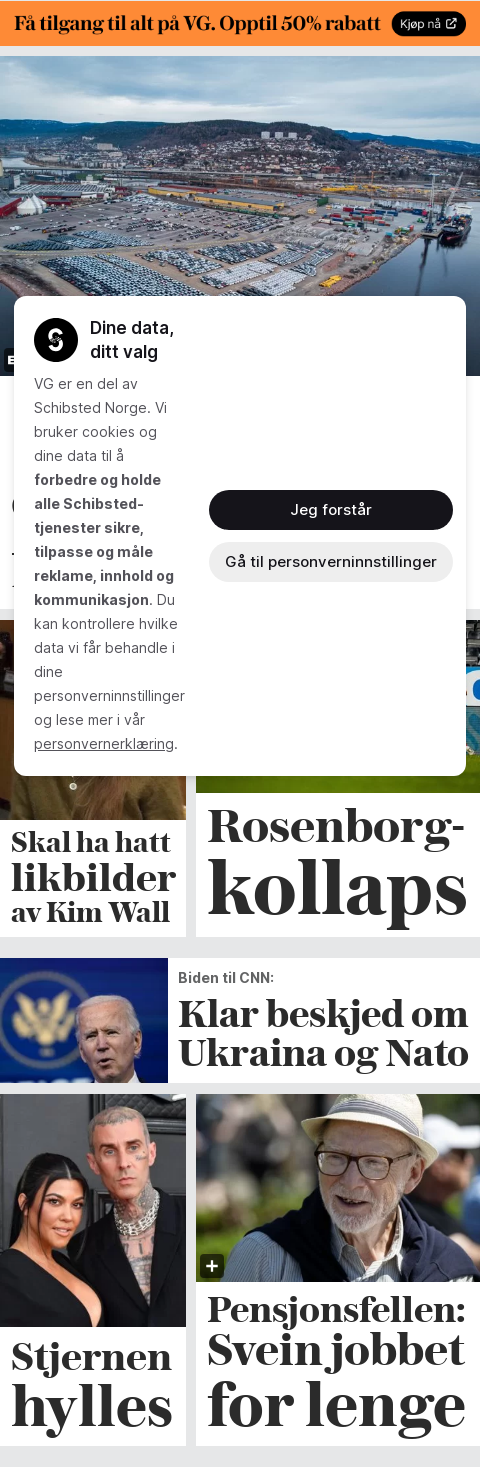 Få tilgang til alt på VG. Opptil 50% rabatt
Kjøp nå
Dine data,
ditt valg
VG er en del av
Schibsted Norge. Vi
bruker cookies og
dine data til å
forbedre og holde
alle Schibsted-
tjenester sikre,
tilpasse og måle
reklame, innhold og
kommunikasjon. Du
kan kontrollere hvilke
data vi får behandle i
dine
personverninnstillinger
og lese mer i vår
personvernerklæring.
Jeg forstår
Gå til personverninnstillinger
Skal ha hatt
likbilder
av Kim Wall
Rosenborg-
kollaps
Biden til CNN:
Klar beskjed om
Ukraina og Nato
Stjernen
hylles
Pensjonsfellen:
Svein jobbet
for lenge